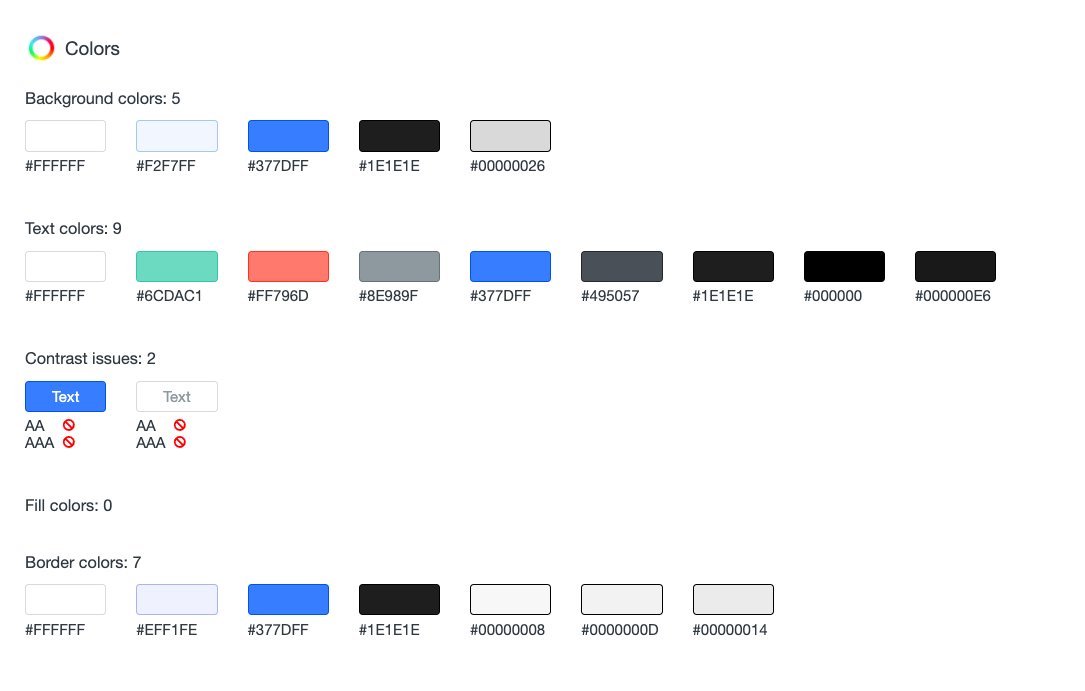 Colors
Background colors: 5
#FFFFFF #F2F7FF #377DFF #1E1E1E #00000026
Text colors: 9
#FFFFFF #6CDAC1 #FF796D #8E989F #377DFF #495057 #1E1E1E #000000 #000000E6
Contrast issues: 2
Text Text
AA AA
AAA AAA
Fill colors: 0
Border colors: 7
#FFFFFF #EFF1FE #377DFF #1E1E1E #00000008 #0000000D #00000014